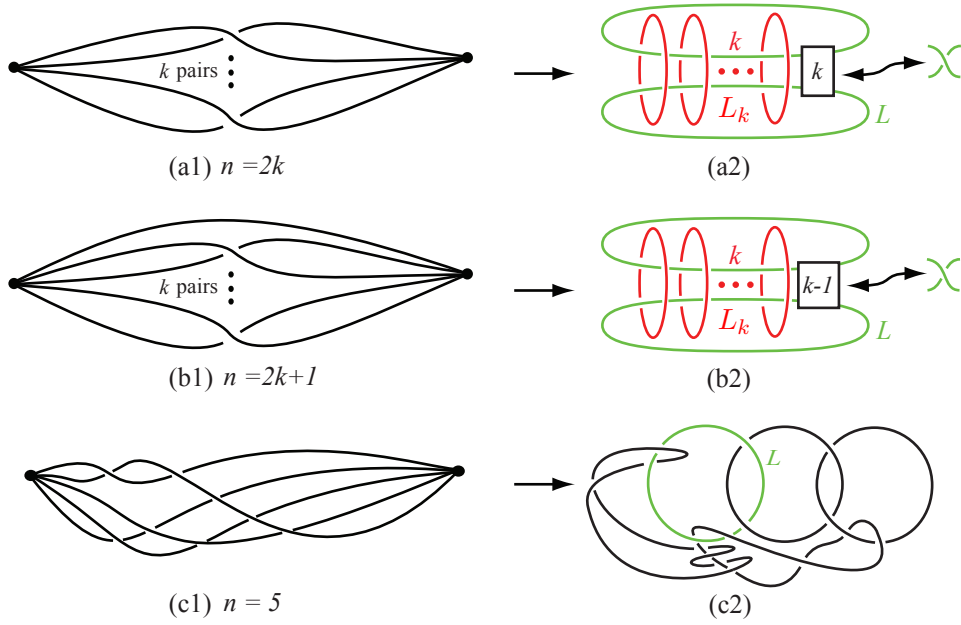 k pairs
k
k
L_k
L
(a1) n =2k
(a2)
k pairs
k
k-1
L_k
L
(b1) n =2k+1
(b2)
L
(c1) n = 5
(c2)